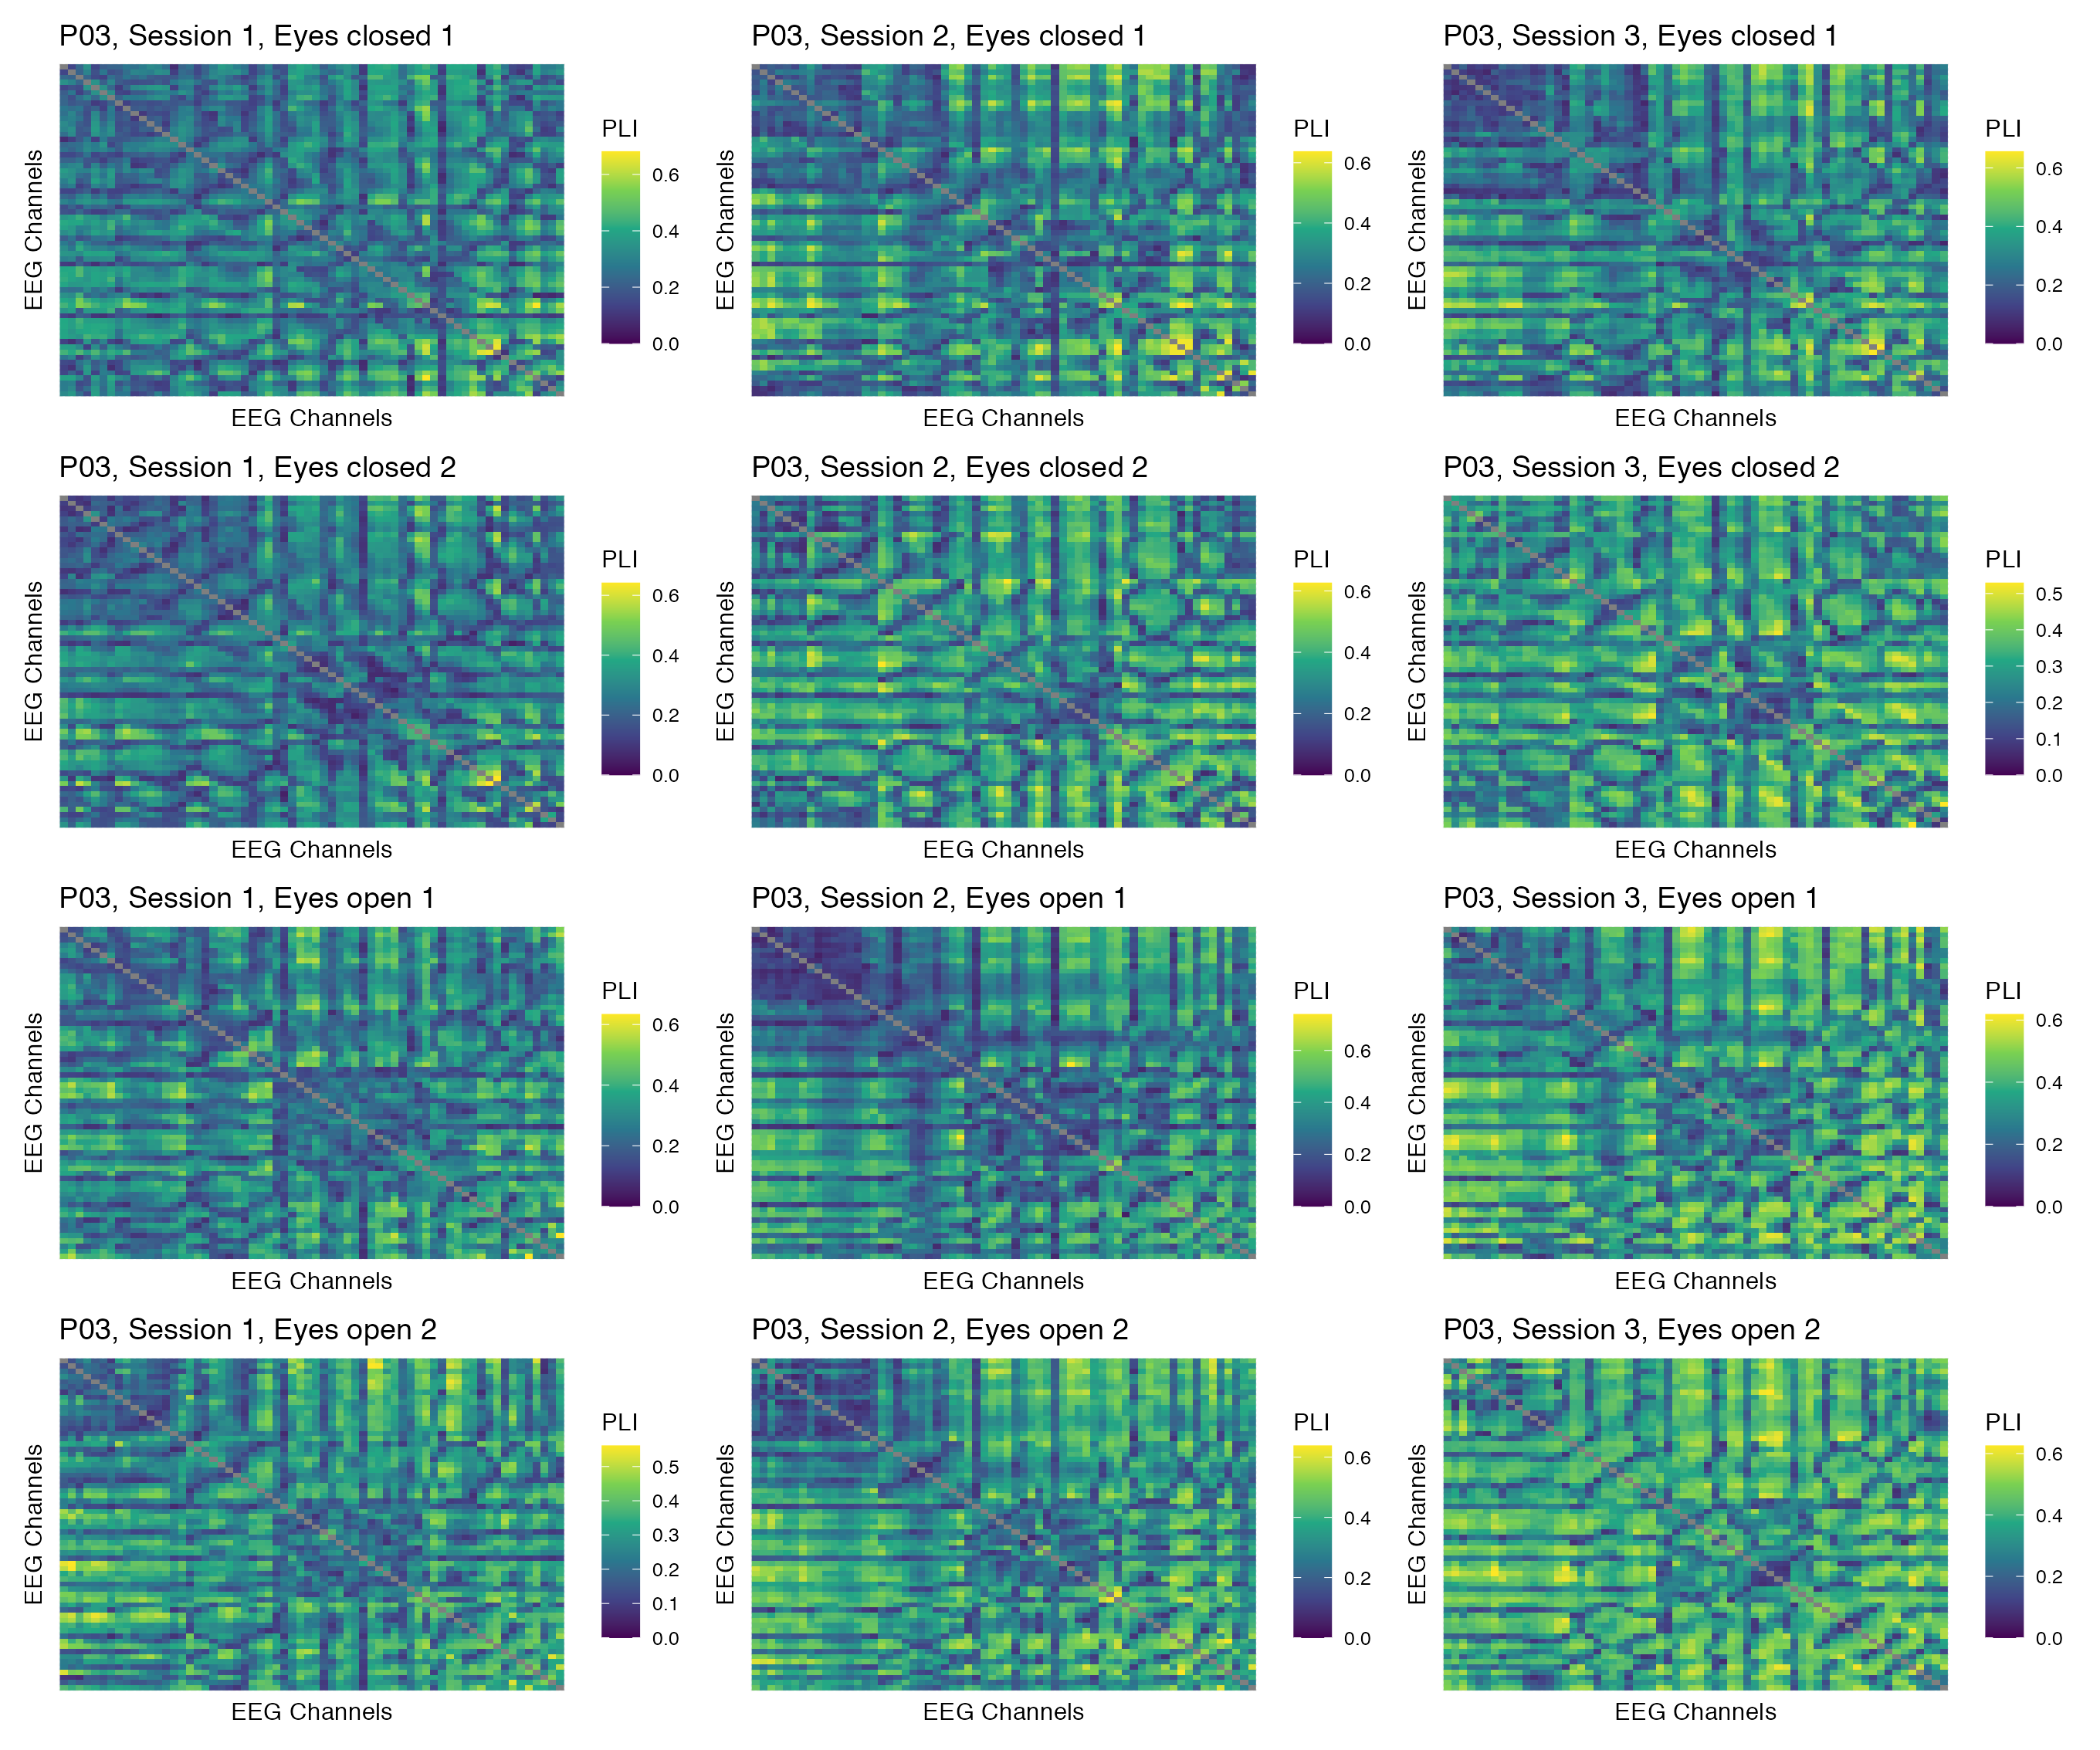 P03, Session 1, Eyes closed 1
EEG Channels
EEG Channels
PLI
0.6
0.4
0.2
0.0
P03, Session 2, Eyes closed 1
EEG Channels
EEG Channels
PLI
0.6
0.4
0.2
0.0
P03, Session 3, Eyes closed 1
EEG Channels
EEG Channels
PLI
0.6
0.4
0.2
0.0
P03, Session 1, Eyes closed 2
EEG Channels
EEG Channels
PLI
0.6
0.4
0.2
0.0
P03, Session 2, Eyes closed 2
EEG Channels
EEG Channels
PLI
0.6
0.4
0.2
0.0
P03, Session 3, Eyes closed 2
EEG Channels
EEG Channels
PLI
0.5
0.4
0.3
0.2
0.1
0.0
P03, Session 1, Eyes open 1
EEG Channels
EEG Channels
PLI
0.6
0.4
0.2
0.0
P03, Session 2, Eyes open 1
EEG Channels
EEG Channels
PLI
0.6
0.4
0.2
0.0
P03, Session 3, Eyes open 1
EEG Channels
EEG Channels
PLI
0.6
0.4
0.2
0.0
P03, Session 1, Eyes open 2
EEG Channels
EEG Channels
PLI
0.5
0.4
0.3
0.2
0.1
0.0
P03, Session 2, Eyes open 2
EEG Channels
EEG Channels
PLI
0.6
0.4
0.2
0.0
P03, Session 3, Eyes open 2
EEG Channels
EEG Channels
PLI
0.6
0.4
0.2
0.0